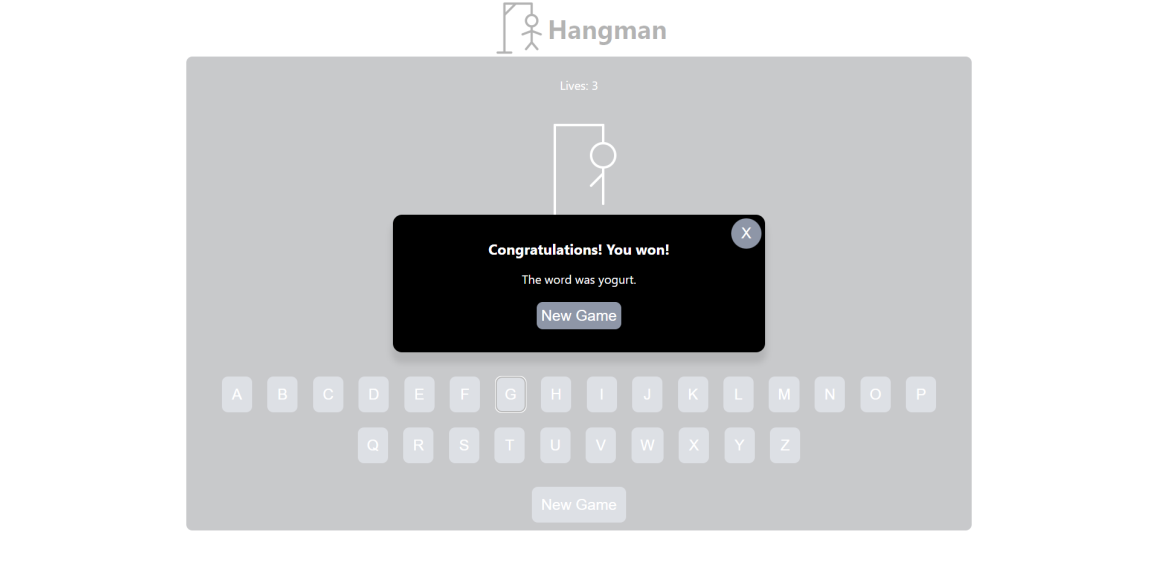 Hangman
Lives: 3
X
Congratulations! You won!
The word was yogurt.
New Game
A B C D E F G H I J K L M N O P
Q R S T U V W X Y Z
New Game